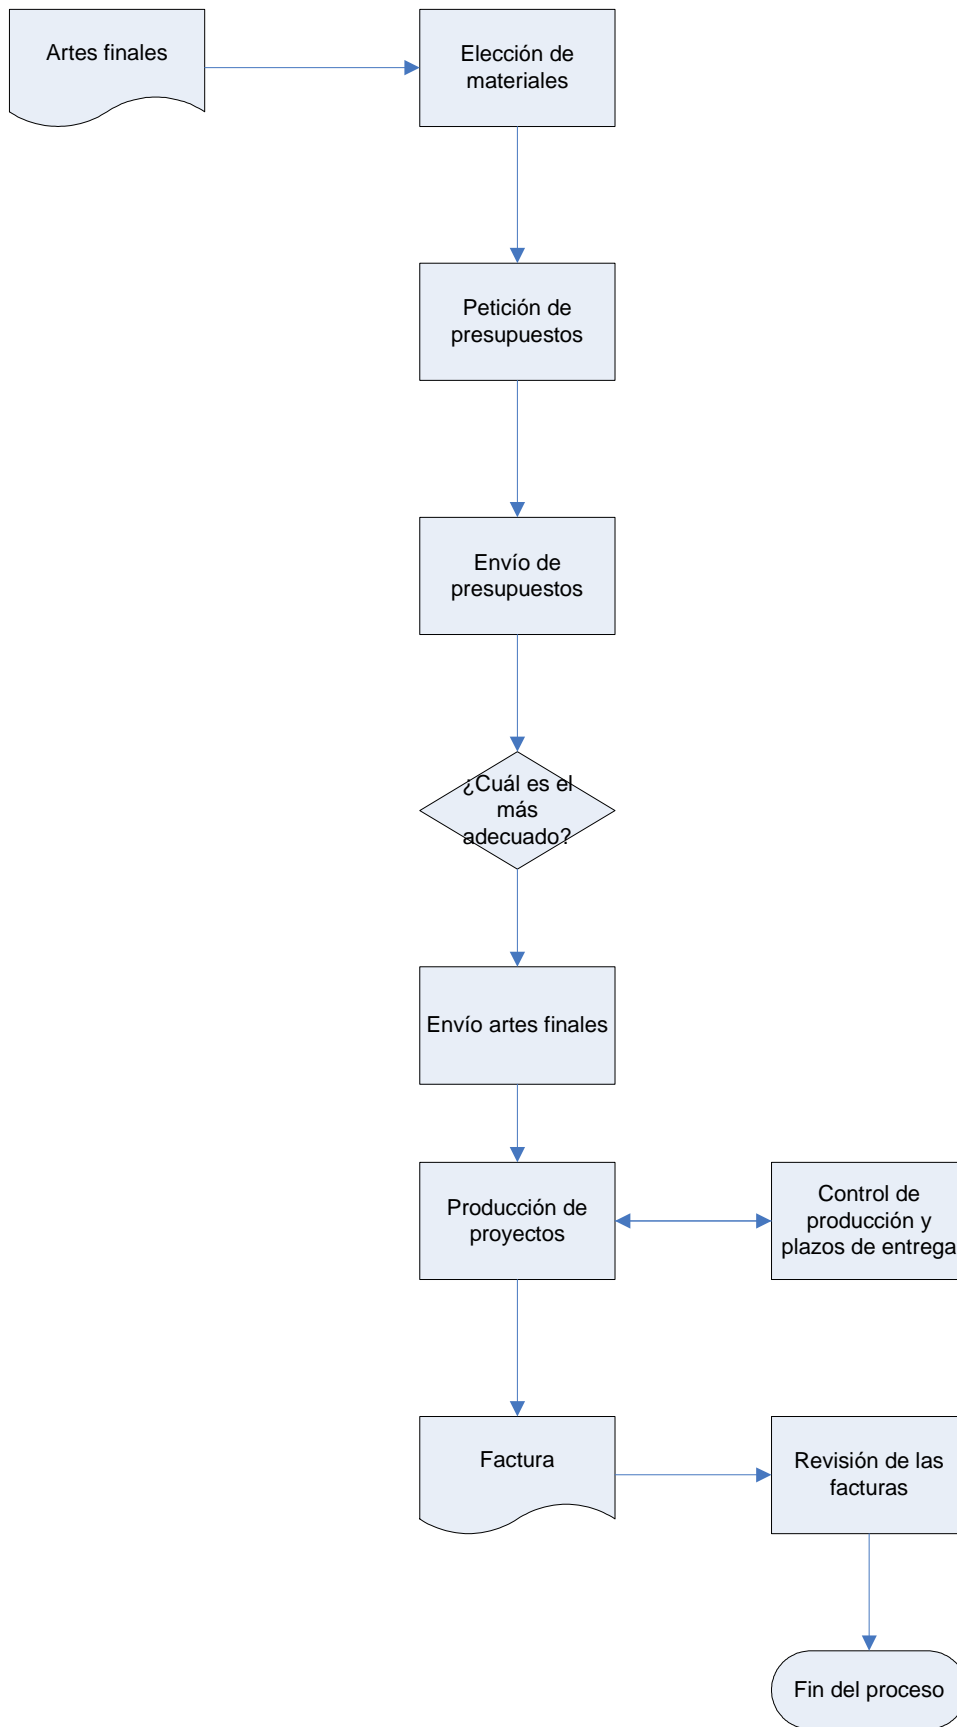 Artes finales
Elección de
materiales
Petición de
presupuestos
Envío de
presupuestos
¿Cuál es el
más
adecuado?
Envío artes finales
Producción de
proyectos
Control de
producción y
plazos de entrega
Factura
Revisión de las
facturas
Fin del proceso